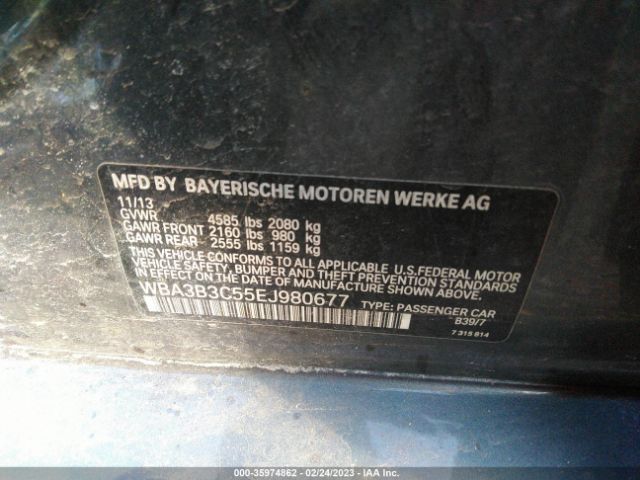 MFD BY BAYERISCHE MOTOREN WERKE AG
11/13
GVWR 4585 lbs 2080 kg
GAWR FRONT 2160 lbs 980 kg
GAWR REAR 2555 lbs 1159 kg
THIS VEHICLE CONFORMS TO ALL APPLICABLE U.S.FEDERAL MOTOR
VEHICLE SAFETY, BUMPER AND THEFT PREVENTION STANDARDS
IN EFFECT ON THE DATE OF MANUFACTURE SHOWN ABOVE.
WBA3B3C55EJ980677 TYPE: PASSENGER CAR
B39/7
7 315 814
000-35974862 - 02/24/2023 - IAA Inc.